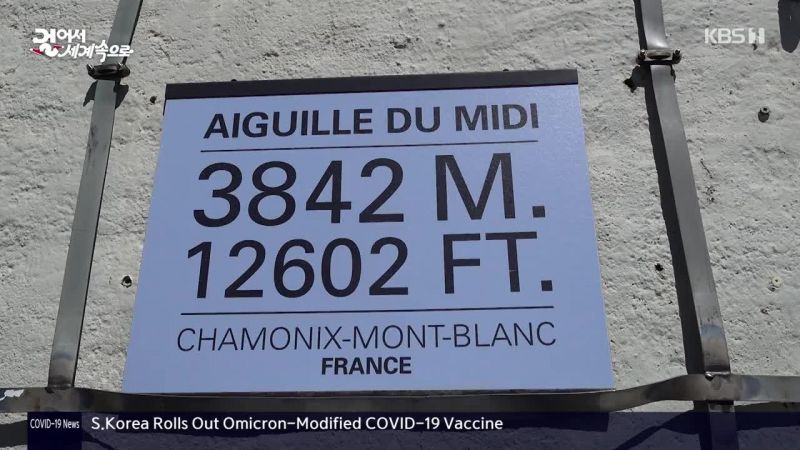 걸어서
세계속으로
KBS
AIGUILLE DU MIDI
3842 M.
12602 FT.
CHAMONIX-MONT-BLANC
FRANCE
COVID-19 News
S.Korea Rolls Out Omicron-Modified COVID-19 Vaccine